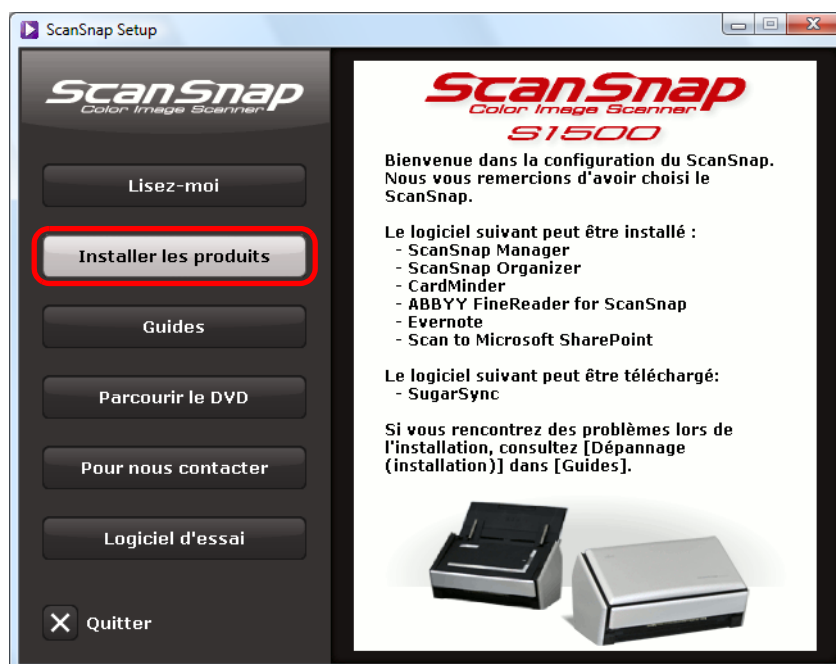 ScanSnap Setup
ScanSnap
Color Image Scanner
Lisez-moi
Installer les produits
Guides
Parcourir le DVD
Pour nous contacter
Logiciel d'essai
Quitter
ScanSnap
Color Image Scanner
S1500
Bienvenue dans la configuration du ScanSnap.
Nous vous remercions d'avoir choisi le
ScanSnap.
Le logiciel suivant peut être installé :
- ScanSnap Manager
- ScanSnap Organizer
- CardMinder
- ABBYY FineReader for ScanSnap
- Evernote
- Scan to Microsoft SharePoint
Le logiciel suivant peut être téléchargé:
- SugarSync
Si vous rencontrez des problèmes lors de
l'installation, consultez [Dépannage
(installation)] dans [Guides].